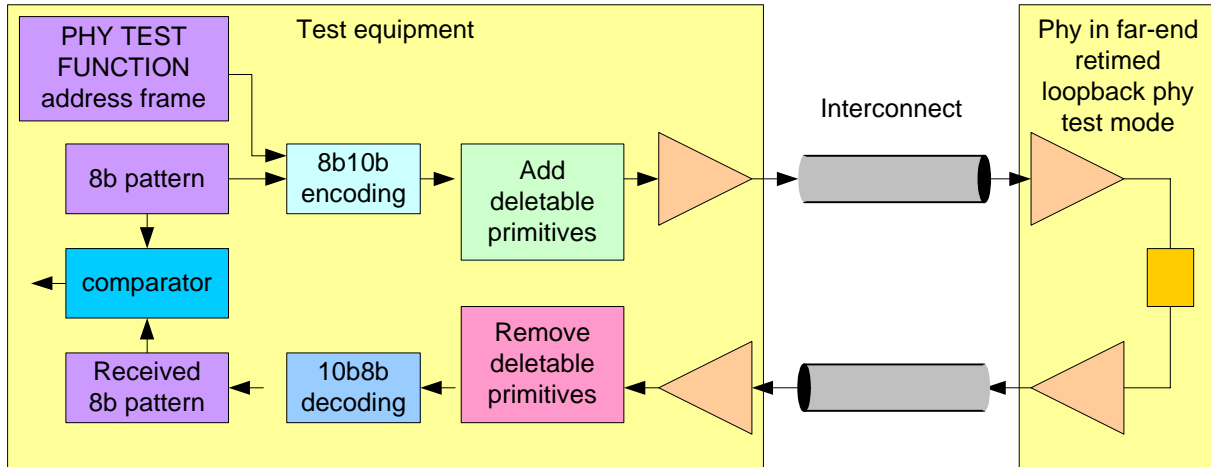 Test equipment
PHY TEST
FUNCTION
address frame
8b pattern
8b10b
encoding
Add
deletable
primitives
Interconnect
Phy in far-end
retimed
loopback phy
test mode
comparator
Received
8b pattern
10b8b
decoding
Remove
deletable
primitives